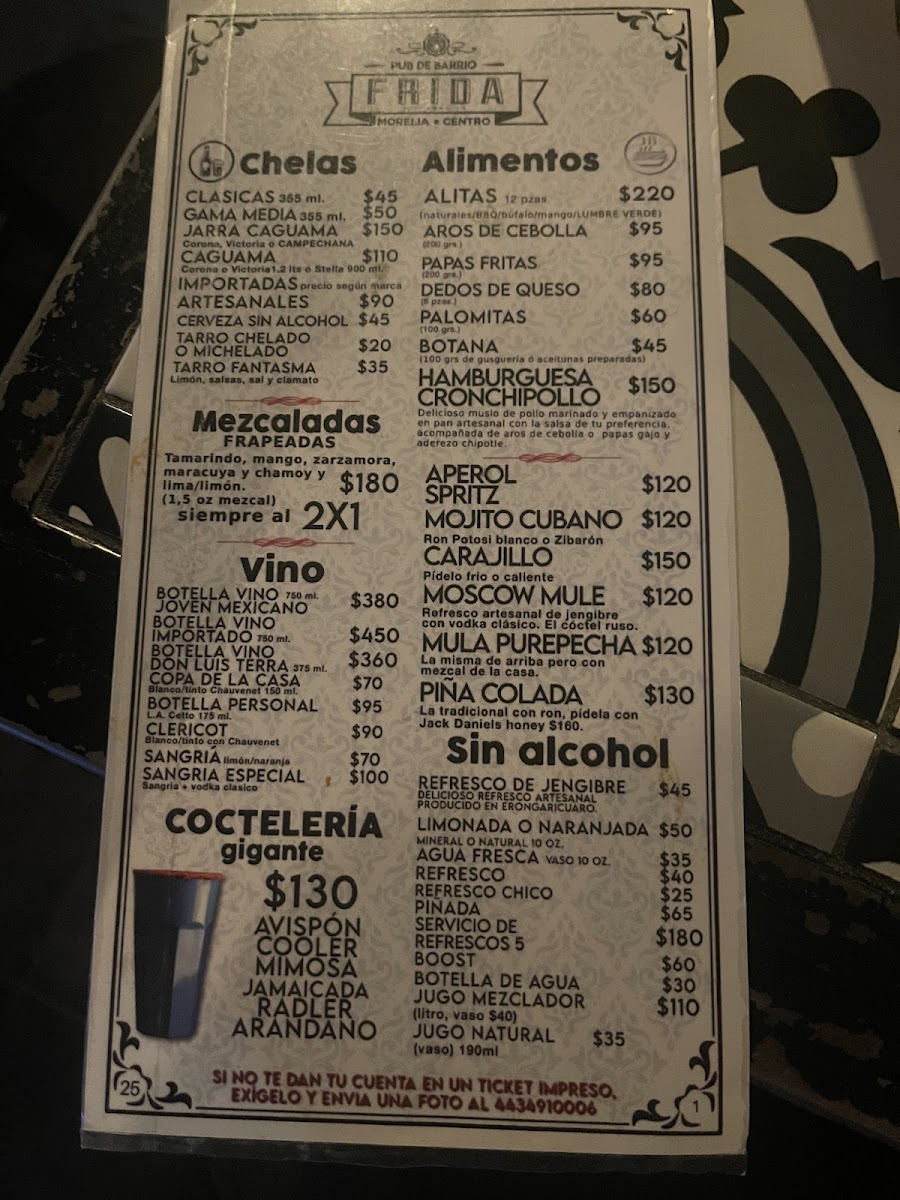 PUB DE BARRIO
FRIDA
MORELIA • CENTRO
Chelas
CLASICAS 355 ml. $45
GAMA MEDIA 355 ml. $50
JARRA CAGUAMA $150
Corona, Victoria o CAMPECHANA
CAGUAMA $110
Corona o Victoria1.2 lts ó Stella 900 ml.
IMPORTADAS precio según marca
ARTESANALES $90
CERVEZA SIN ALCOHOL $45
TARRO CHELADO
O MICHELADO $20
TARRO FANTASMA $35
Limón, salsas, sal y clamato
Mezcaladas
FRAPEADAS
Tamarindo, mango, zarzamora,
maracuya y chamoy y
lima/limón. $180
(1,5 oz mezcal)
siempre al 2X1
Vino
BOTELLA VINO 750 ml.
JOVEN MEXICANO $380
BOTELLA VINO
IMPORTADO 750 ml. $450
BOTELLA VINO
DON LUIS TERRA 375 ml. $360
COPA DE LA CASA $70
Blanco/tinto Chauvenet 150 ml.
BOTELLA PERSONAL $95
L.A. Cetto 175 ml.
CLERICOT $90
Blanco/tinto con Chauvenet
SANGRIA limón/naranja $70
SANGRIA ESPECIAL $100
Sangria + vodka clasico
COCTELERÍA
gigante
$130
AVISPÓN
COOLER
MIMOSA
JAMAICADA
RADLER
ARANDANO
Alimentos
ALITAS 12 pzas $220
(naturales/BBQ/búfalo/mango/LUMBRE VERDE)
AROS DE CEBOLLA $95
(200 grs.)
PAPAS FRITAS $95
(200 grs.)
DEDOS DE QUESO $80
(6 pzas.)
PALOMITAS $60
(100 grs.)
BOTANA $45
(100 grs de gusguería ó aceitunas preparadas)
HAMBURGUESA
CRONCHIPOLLO $150
Delicioso muslo de pollo marinado y empanizado
en pan artesanal con la salsa de tu preferencia,
acompañada de aros de cebolla o papas gajo y
aderezo chipotle.
APEROL
SPRITZ $120
MOJITO CUBANO $120
Ron Potosi blanco o Zibarón
CARAJILLO $150
Pídelo frio o caliente
MOSCOW MULE $120
Refresco artesanal de jengibre
con vodka clásico. El cóctel ruso.
MULA PUREPECHA $120
La misma de arriba pero con
mezcal de la casa.
PIÑA COLADA $130
La tradicional con ron, pídela con
Jack Daniels honey $160.
Sin alcohol
REFRESCO DE JENGIBRE $45
DELICIOSO REFRESCO ARTESANAL
PRODUCIDO EN ERONGARICUARO.
LIMONADA O NARANJADA $50
MINERAL O NATURAL 10 OZ.
AGUA FRESCA VASO 10 OZ. $35
REFRESCO $40
REFRESCO CHICO $25
PIÑADA $65
SERVICIO DE
REFRESCOS 5 $180
BOOST $60
BOTELLA DE AGUA $30
JUGO MEZCLADOR $110
(litro, vaso $40)
JUGO NATURAL $35
(vaso) 190ml
SI NO TE DAN TU CUENTA EN UN TICKET IMPRESO,
EXÍGELO Y ENVIA UNA FOTO AL 4434910006
25
1